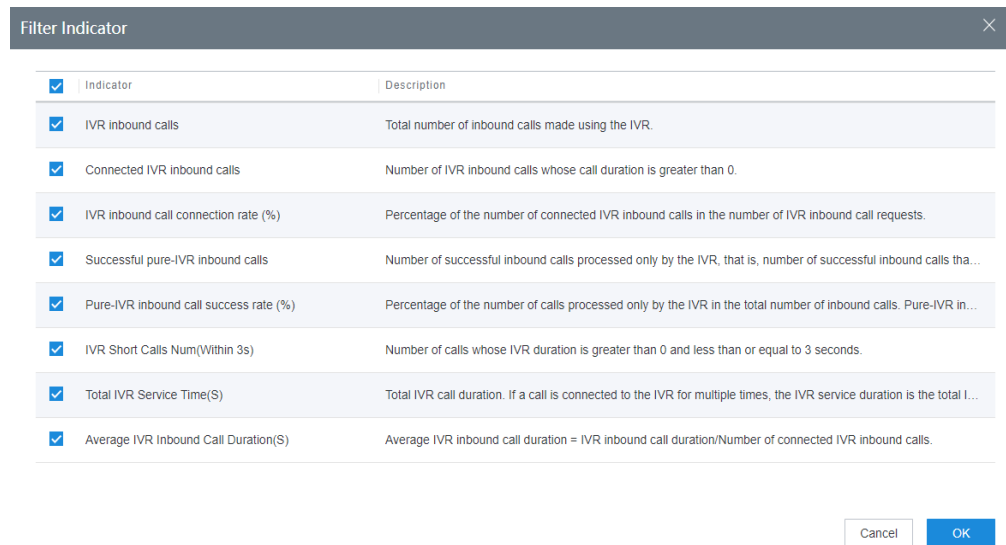 Filter Indicator
Indicator Description
IVR inbound calls Total number of inbound calls made using the IVR.
Connected IVR inbound calls Number of IVR inbound calls whose call duration is greater than 0.
IVR inbound call connection rate (%) Percentage of the number of connected IVR inbound calls in the number of IVR inbound call requests.
Successful pure-IVR inbound calls Number of successful inbound calls processed only by the IVR, that is, number of successful inbound calls tha…
Pure-IVR inbound call success rate (%) Percentage of the number of calls processed only by the IVR in the total number of inbound calls. Pure-IVR in…
IVR Short Calls Num(Within 3s) Number of calls whose IVR duration is greater than 0 and less than or equal to 3 seconds.
Total IVR Service Time(S) Total IVR call duration. If a call is connected to the IVR for multiple times, the IVR service duration is the total I…
Average IVR Inbound Call Duration(S) Average IVR inbound call duration = IVR inbound call duration/Number of connected IVR inbound calls.
Cancel OK